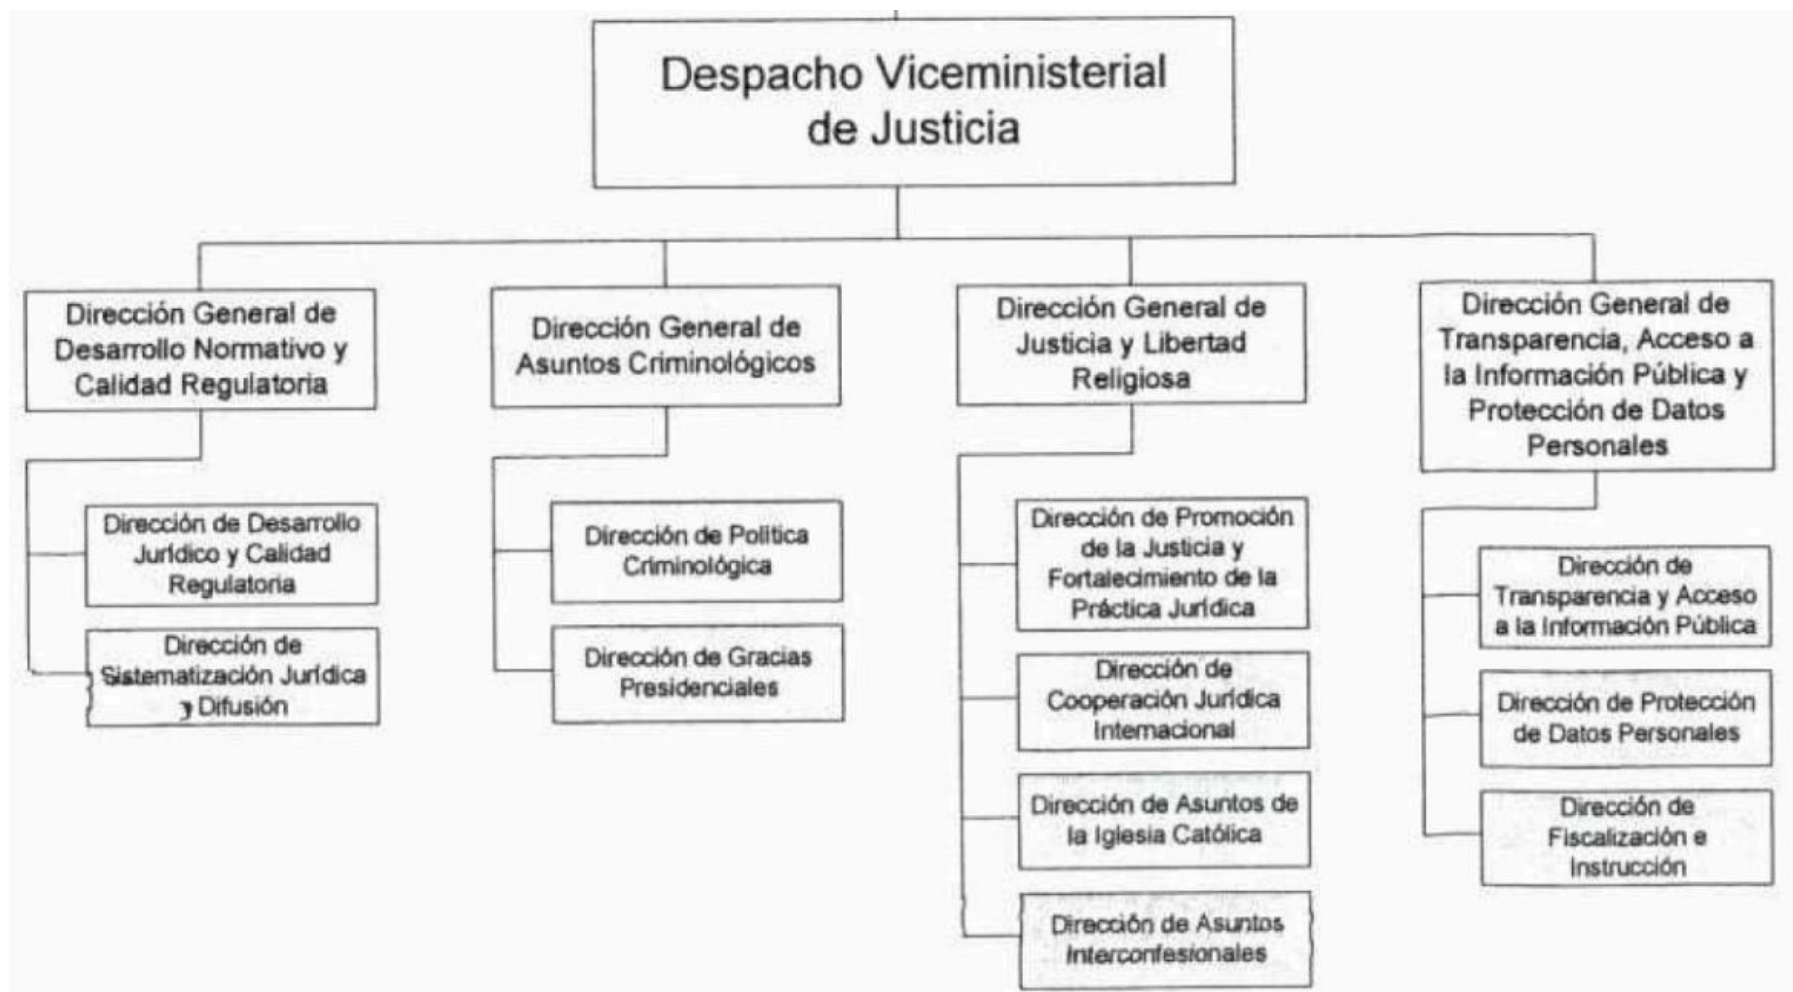 Despacho Viceministerial
de Justicia
Dirección General de
Desarrollo Normativo y
Calidad Regulatoria
Dirección General de
Asuntos Criminológicos
Dirección General de
Justicia y Libertad
Religiosa
Dirección General de
Transparencia, Acceso a
la Información Pública y
Protección de Datos
Personales
Dirección de Desarrollo
Jurídico y Calidad
Regulatoria
Dirección de
Sistematización Jurídica
y Difusión
Dirección de Política
Criminológica
Dirección de Gracias
Presidenciales
Dirección de Promoción
de la Justicia y
Fortalecimiento de la
Práctica Jurídica
Dirección de
Cooperación Jurídica
Internacional
Dirección de Asuntos de
la Iglesia Católica
Dirección de Asuntos
Interconfesionales
Dirección de
Transparencia y Acceso
a la Información Pública
Dirección de Protección
de Datos Personales
Dirección de
Fiscalización e
Instrucción